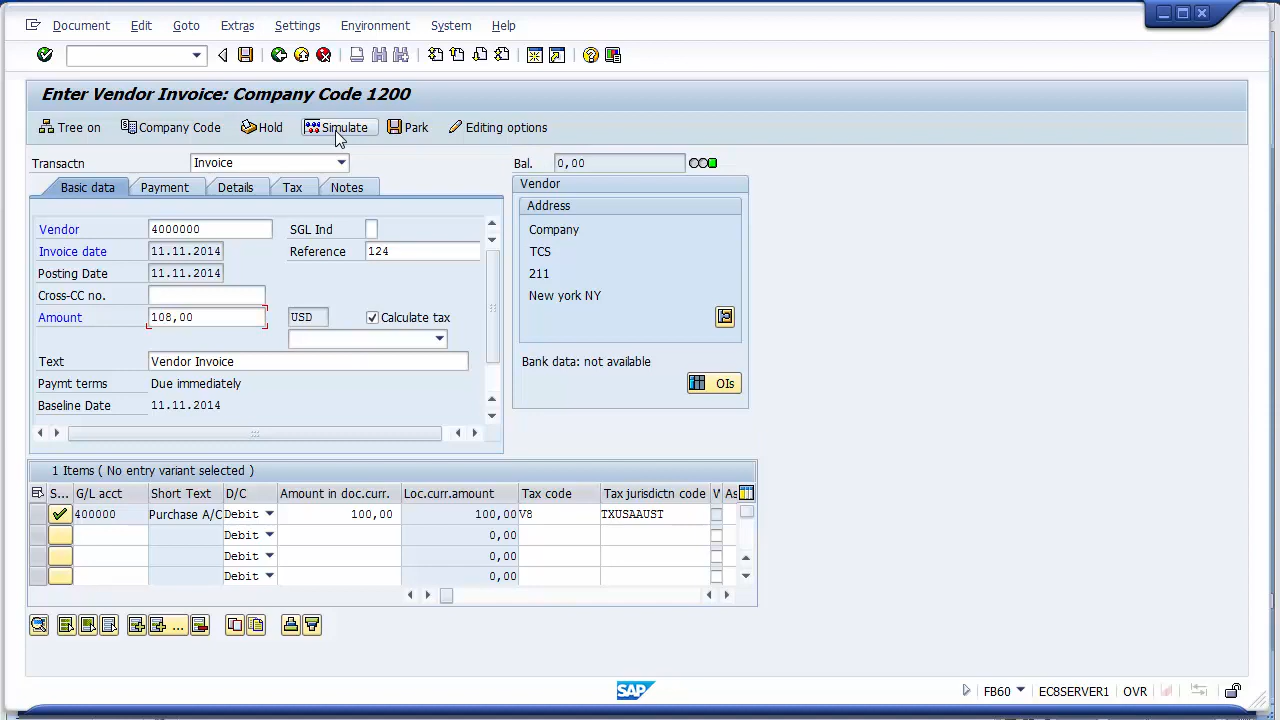 Document Edit Goto Extras Settings Environment System Help
Enter Vendor Invoice: Company Code 1200
Tree on Company Code Hold Simulate Park Editing options
Transactn Invoice Bal. 0,00
Basic data Payment Details Tax Notes
Vendor
Address
Company
TCS
211
New york NY
Bank data: not available
OIs
Vendor 4000000 SGL Ind
Invoice date 11.11.2014 Reference 124
Posting Date 11.11.2014
Cross-CC no.
Amount 108,00 USD Calculate tax
Text Vendor Invoice
Paymt terms Due immediately
Baseline Date 11.11.2014
1 Items ( No entry variant selected )
S... G/L acct Short Text D/C Amount in doc.curr. Loc.curr.amount Tax code Tax jurisdictn code V As
400000 Purchase A/C Debit 100,00 100,00 V8 TXUSAAUST
Debit 0,00
Debit 0,00
Debit 0,00
...
SAP FB60 EC8SERVER1 OVR